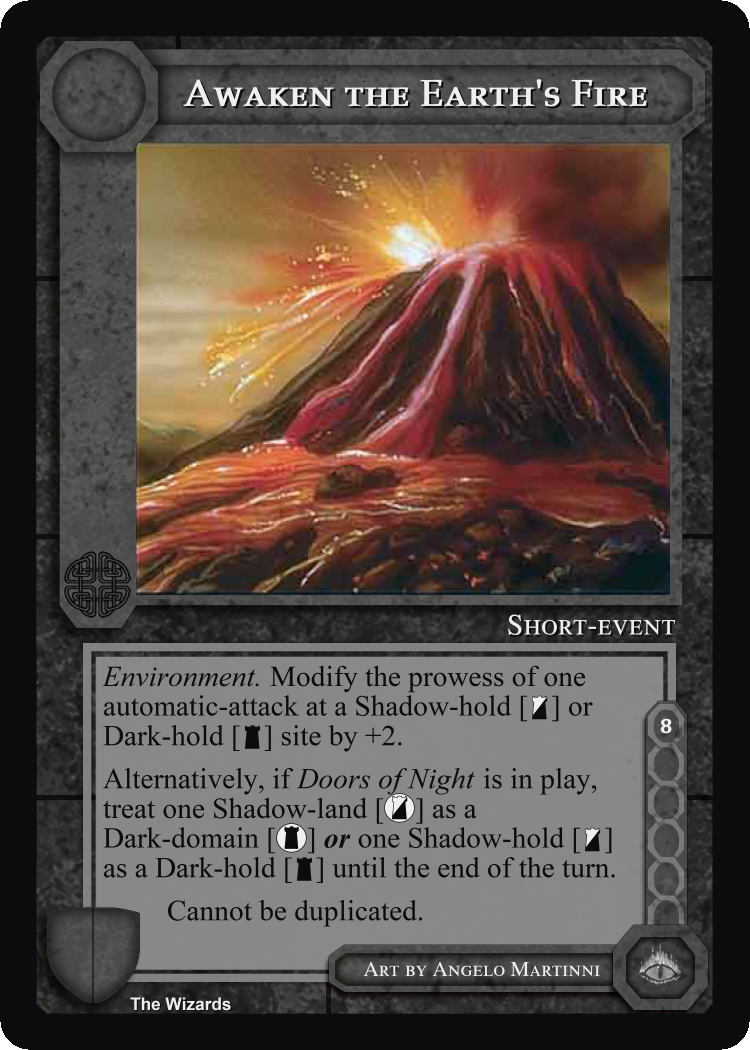 Awaken the Earth's Fire
Short-event
Environment. Modify the prowess of one
automatic-attack at a Shadow-hold [] or
Dark-hold [] site by +2.
8
Alternatively, if Doors of Night is in play,
treat one Shadow-land [] as a
Dark-domain [] or one Shadow-hold []
as a Dark-hold [] until the end of the turn.
Cannot be duplicated.
Art by Angelo Martinni
The Wizards